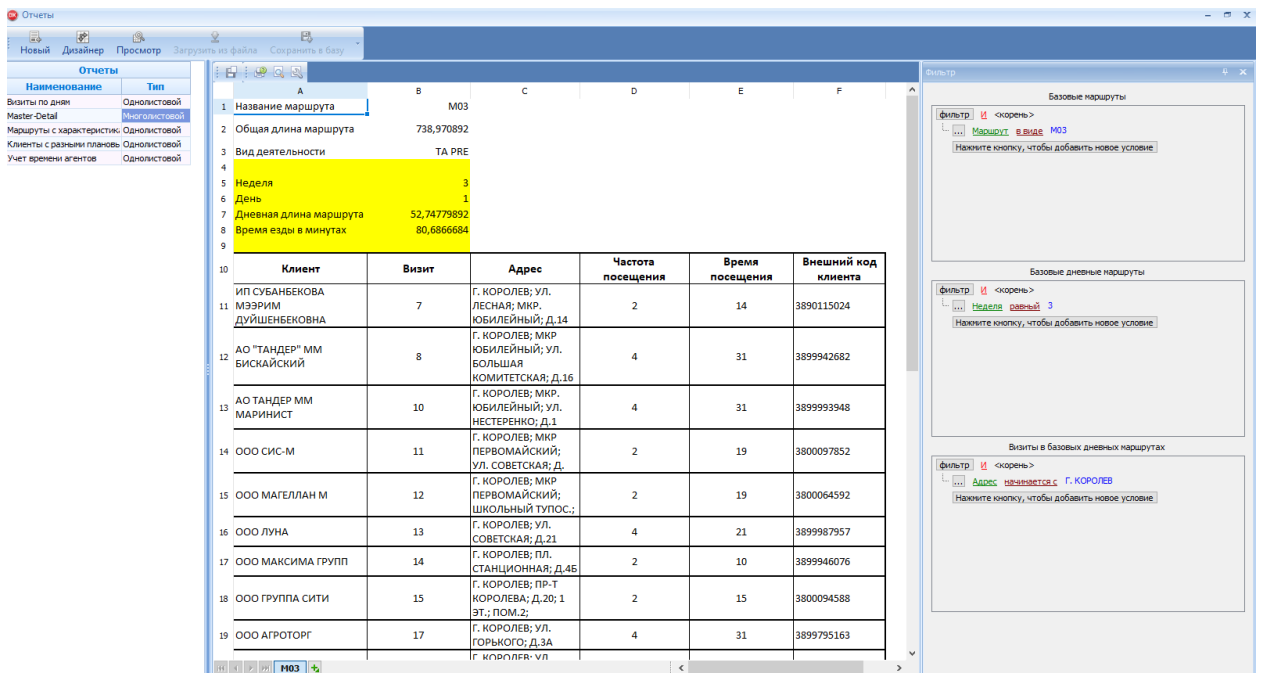 Отчеты
Новый Дизайнер Просмотр Загрузить из файла Сохранить в базу
Отчеты
Наименование Тип
Визиты по дням Однолистовой
Master-Detail Многолистовой
Маршруты с характеристик Однолистовой
Клиенты с разными плановы Однолистовой
Учет времени агентов Однолистовой
A B C D E F
1 Название маршрута M03
2 Общая длина маршрута 738,970892
3 Вид деятельности TA PRE
4
5 Неделя 3
6 День 1
7 Дневная длина маршрута 52,74779892
8 Время езды в минутах 80,6866684
9
10 Клиент Визит Адрес Частота посещения Время посещения Внешний код клиента
11 ИП СУБАНБЕКОВА МЭЭРИМ ДУЙШЕНБЕКОВНА 7 Г. КОРОЛЕВ; УЛ. ЛЕСНАЯ; МКР. ЮБИЛЕЙНЫЙ; Д.14 2 14 3890115024
12 АО "ТАНДЕР" ММ БИСКАЙСКИЙ 8 Г. КОРОЛЕВ; МКР ЮБИЛЕЙНЫЙ; УЛ. БОЛЬШАЯ КОМИТЕТСКАЯ; Д.16 4 31 3899942682
13 АО ТАНДЕР ММ МАРИНИСТ 10 Г. КОРОЛЕВ; МКР. ЮБИЛЕЙНЫЙ; УЛ. НЕСТЕРЕНКО; Д.1 4 31 3899993948
14 ООО СИС-М 11 Г. КОРОЛЕВ; МКР ПЕРВОМАЙСКИЙ; УЛ. СОВЕТСКАЯ; Д. 2 19 3800097852
15 ООО МАГЕЛЛАН М 12 Г. КОРОЛЕВ; МКР ПЕРВОМАЙСКИЙ; ШКОЛЬНЫЙ ТУПОС.; 2 19 3800064592
16 ООО ЛУНА 13 Г. КОРОЛЕВ; УЛ. СОВЕТСКАЯ; Д.21 4 21 3899987957
17 ООО МАКСИМА ГРУПП 14 Г. КОРОЛЕВ; ПЛ. СТАНЦИОННАЯ; Д.4Б 2 10 3899946076
18 ООО ГРУППА СИТИ 15 Г. КОРОЛЕВ; ПР-Т КОРОЛЕВА; Д.20; 1 ЭТ.; ПОМ.2; 2 15 3800094588
19 ООО АГРОТОРГ 17 Г. КОРОЛЕВ; УЛ. ГОРЬКОГО; Д.3А 4 31 3899795163
Г. КОРОЛЕВ; УЛ
M03
Фильтр
Базовые маршруты
фильтр И <корень>
... Маршрут в виде M03
Нажмите кнопку, чтобы добавить новое условие
Базовые дневные маршруты
фильтр И <корень>
... Неделя равный 3
Нажмите кнопку, чтобы добавить новое условие
Визиты в базовых дневных маршрутах
фильтр И <корень>
... Адрес начинается с Г. КОРОЛЕВ
Нажмите кнопку, чтобы добавить новое условие